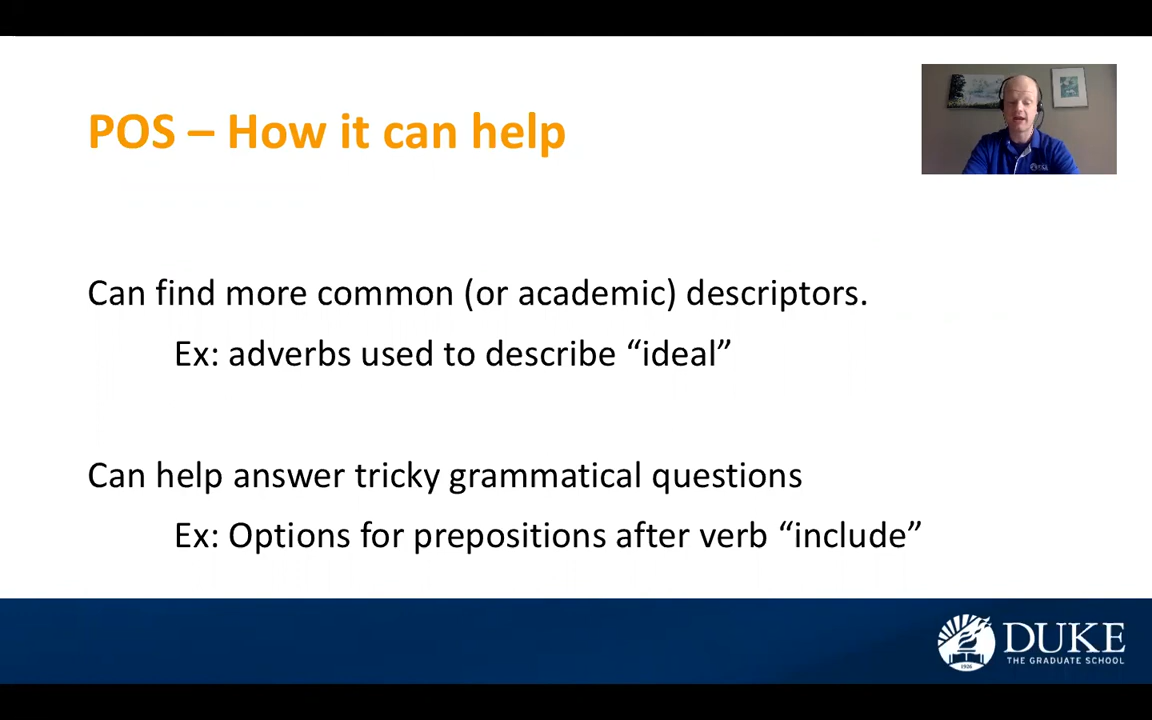 POS – How it can help
Can find more common (or academic) descriptors.
Ex: adverbs used to describe “ideal”
Can help answer tricky grammatical questions
Ex: Options for prepositions after verb “include”
DUKE
THE GRADUATE SCHOOL
1926